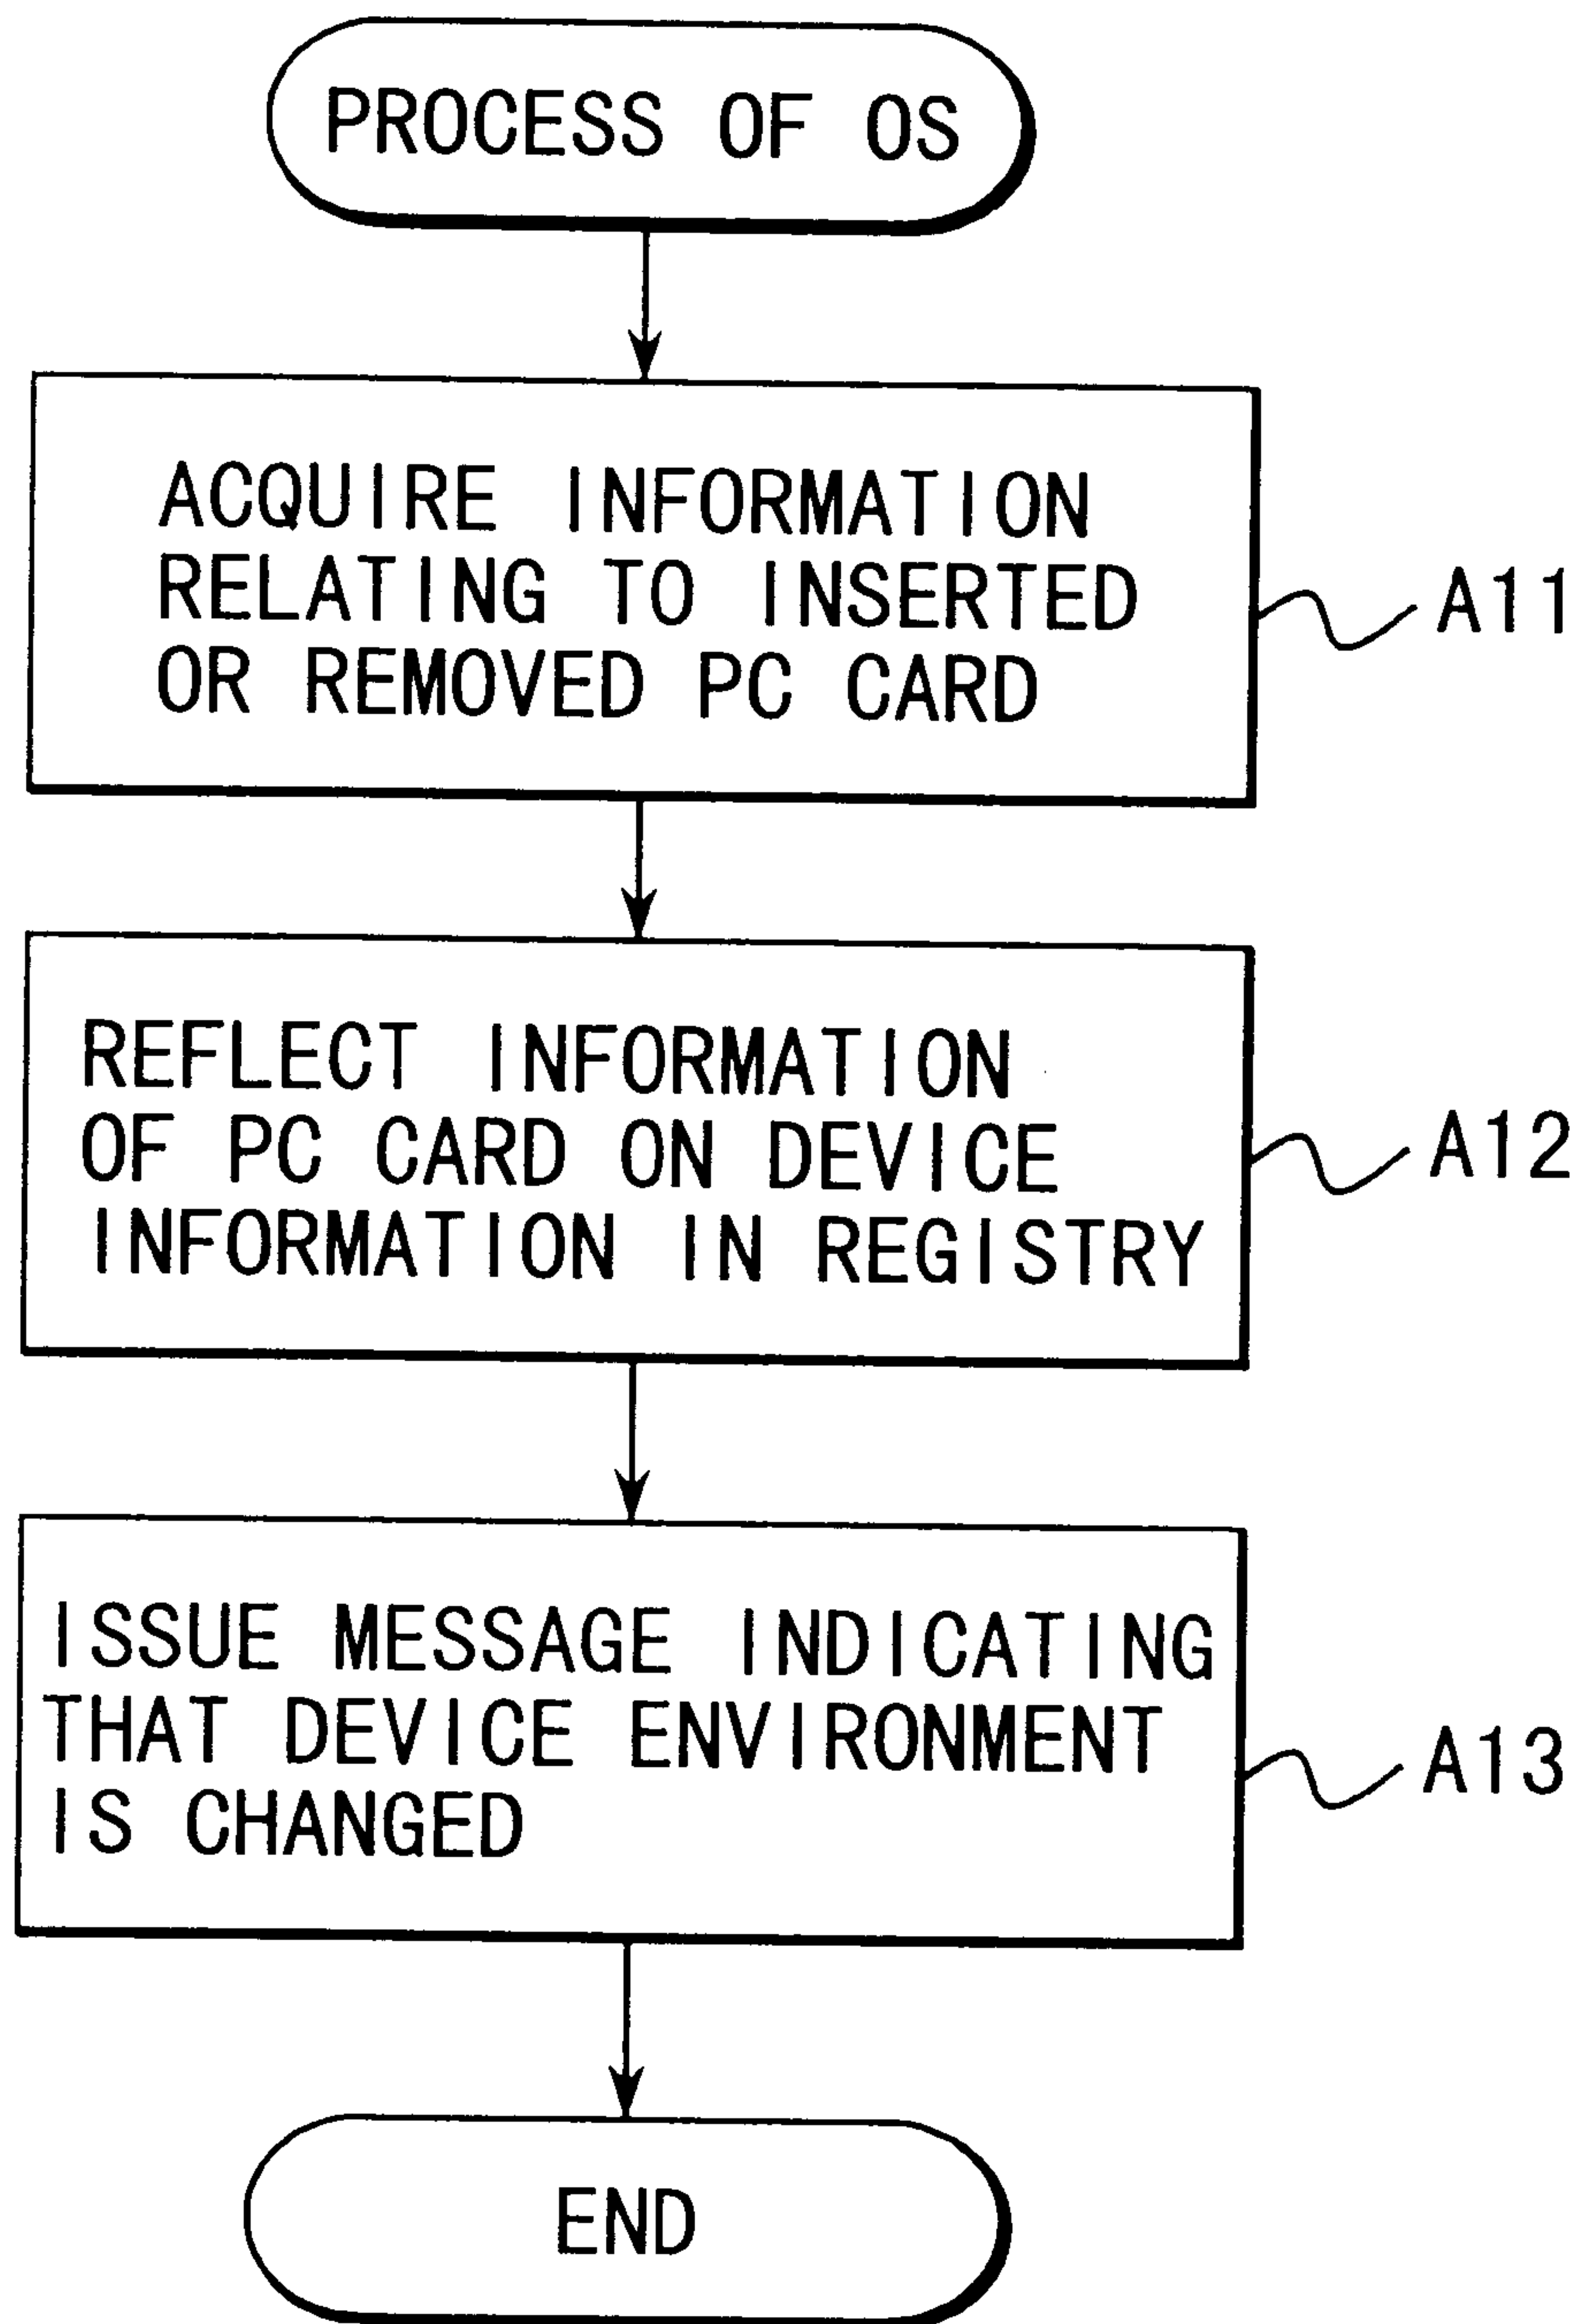 PROCESS OF OS
ACQUIRE INFORMATION
RELATING TO INSERTED
OR REMOVED PC CARD
A11
REFLECT INFORMATION
OF PC CARD ON DEVICE
INFORMATION IN REGISTRY
A12
ISSUE MESSAGE INDICATING
THAT DEVICE ENVIRONMENT
IS CHANGED
A13
END